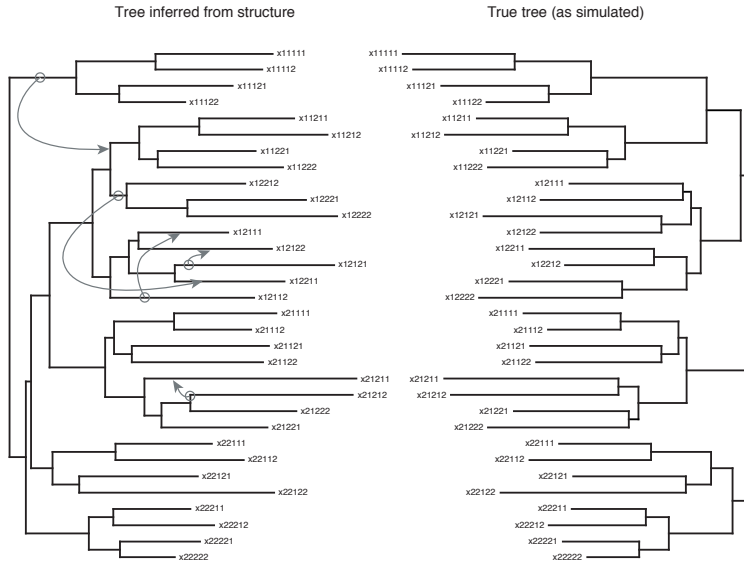 Tree inferred from structure
True tree (as simulated)
x11111
x11112
x11121
x11122
x11211
x11212
x11221
x11222
x12212
x12221
x12222
x12111
x12122
x12121
x12211
x12112
x21111
x21112
x21121
x21122
x21211
x21212
x21222
x21221
x22111
x22112
x22121
x22122
x22211
x22212
x22221
x22222
x11111
x11112
x11121
x11122
x11211
x11212
x11221
x11222
x12111
x12112
x12121
x12122
x12211
x12212
x12221
x12222
x21111
x21112
x21121
x21122
x21211
x21212
x21221
x21222
x22111
x22112
x22121
x22122
x22211
x22212
x22221
x22222